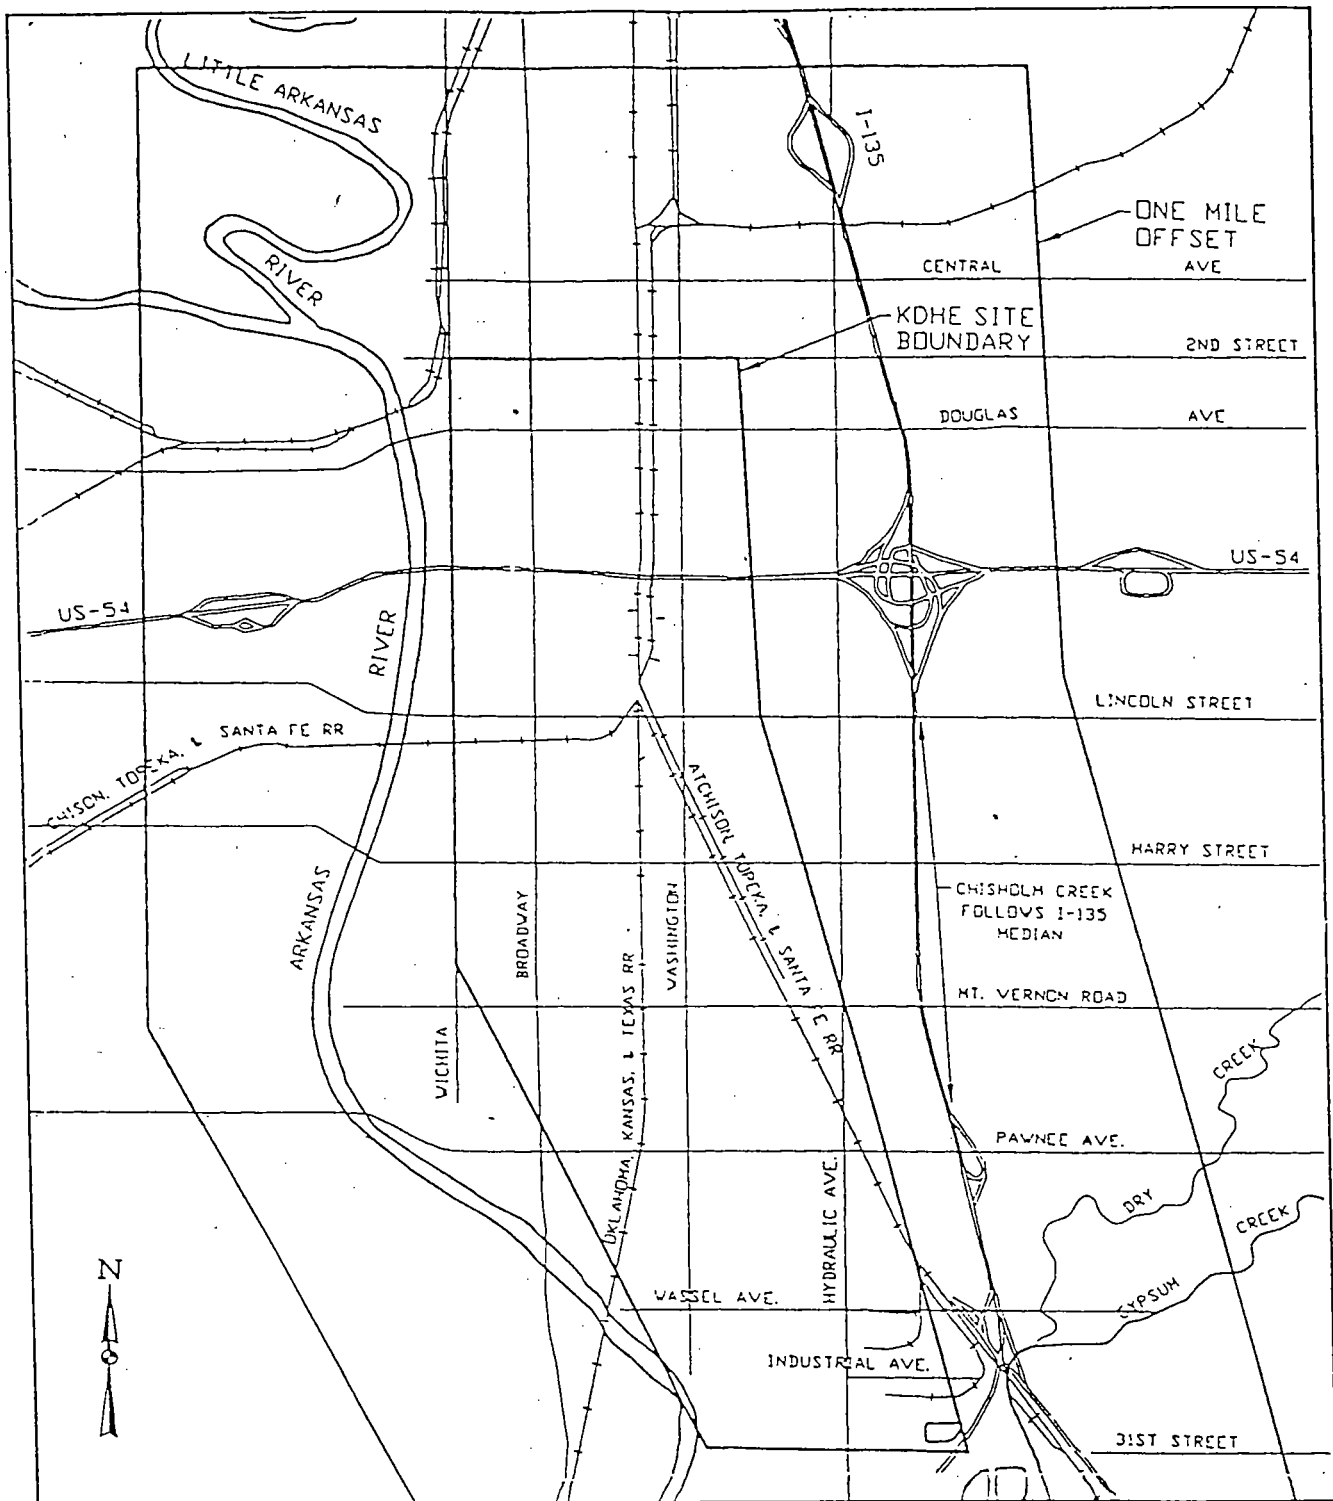 LITTLE ARKANSAS
I-135
ONE MILE
OFFSET
RIVER
CENTRAL AVE
KDHE SITE
BOUNDARY
2ND STREET
DOUGLAS AVE
US-54
US-54
RIVER
LINCOLN STREET
CHISON, TOPEKA, & SANTA FE RR
ATCHISON TOPEKA, & SANTA FE RR
HARRY STREET
ARKANSAS
BROADWAY
WASHINGTON
CHISHOLM CREEK
FOLLOWS I-135
MEDIAN
MT. VERNON ROAD
WICHITA
OKLAHOMA, KANSAS, & TEXAS RR
CREEK
PAWNEE AVE.
HYDRAULIC AVE.
DRY
CREEK
GYPSUM
N
WASSEL AVE.
INDUSTRIAL AVE.
31ST STREET